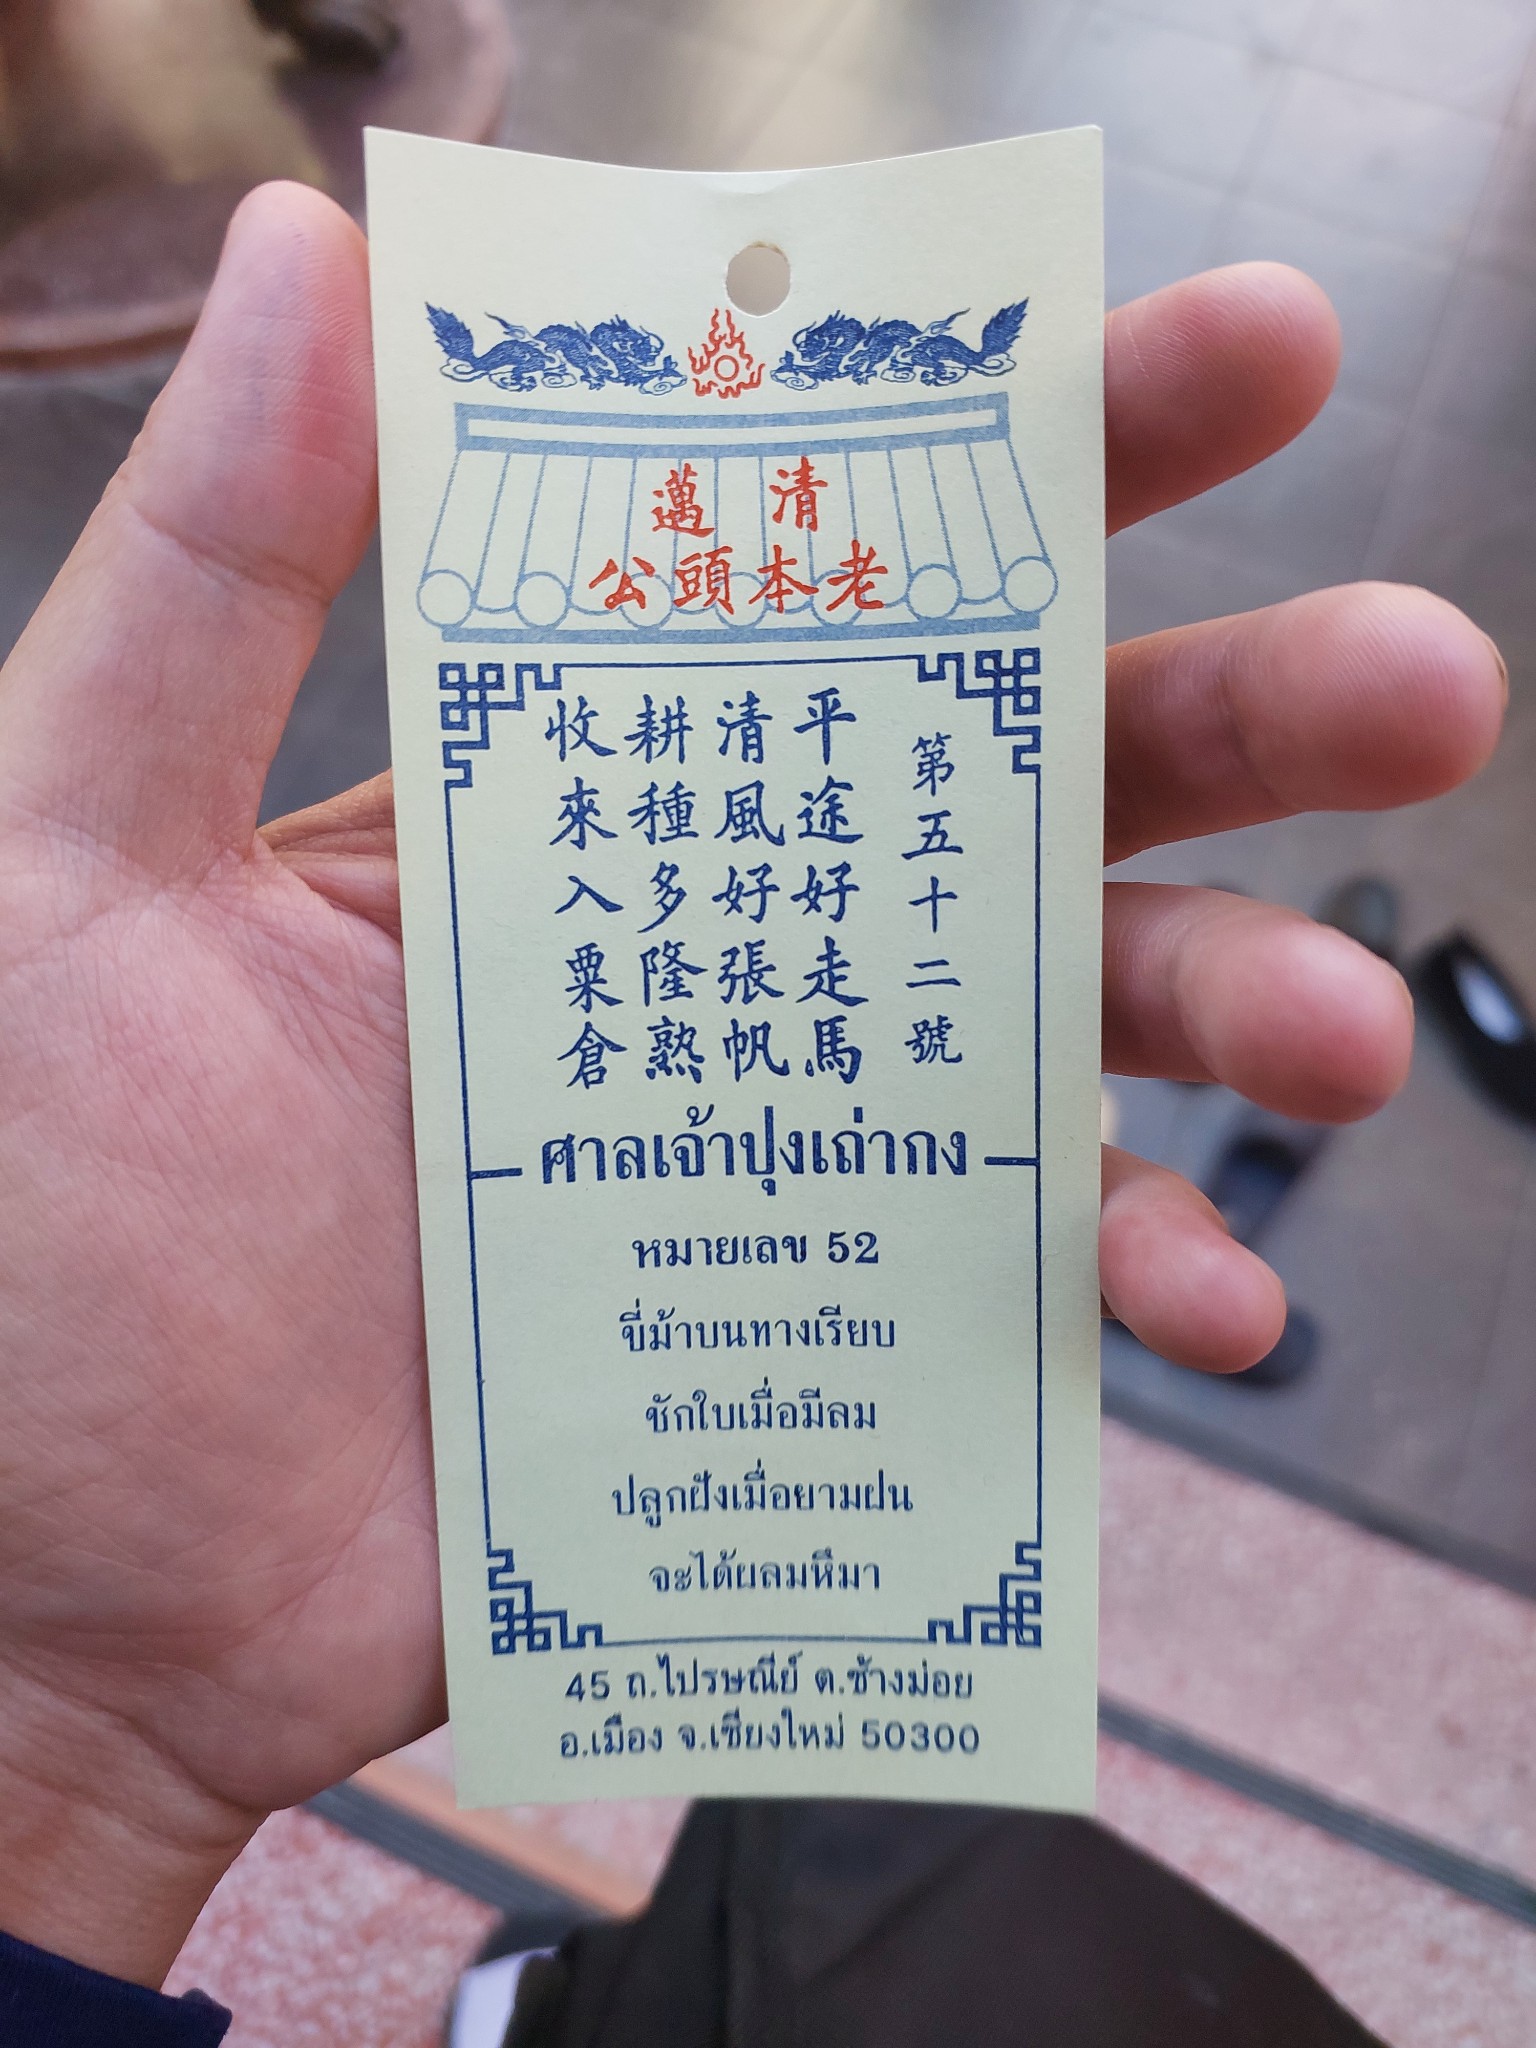 清邁
老本頭公
第五十二號
平途好走馬
清風好張帆
耕種多隆熟
收來入粟倉
ศาลเจ้าปุงเถ่ากง
หมายเลข 52
ขี่ม้าบนทางเรียบ
ชักใบเมื่อมีลม
ปลูกฝังเมื่อยามฝน
จะได้ผลมหึมา
45 ถ.ไปรษณีย์ ต.ช้างม่อย
อ.เมือง จ.เชียงใหม่ 50300